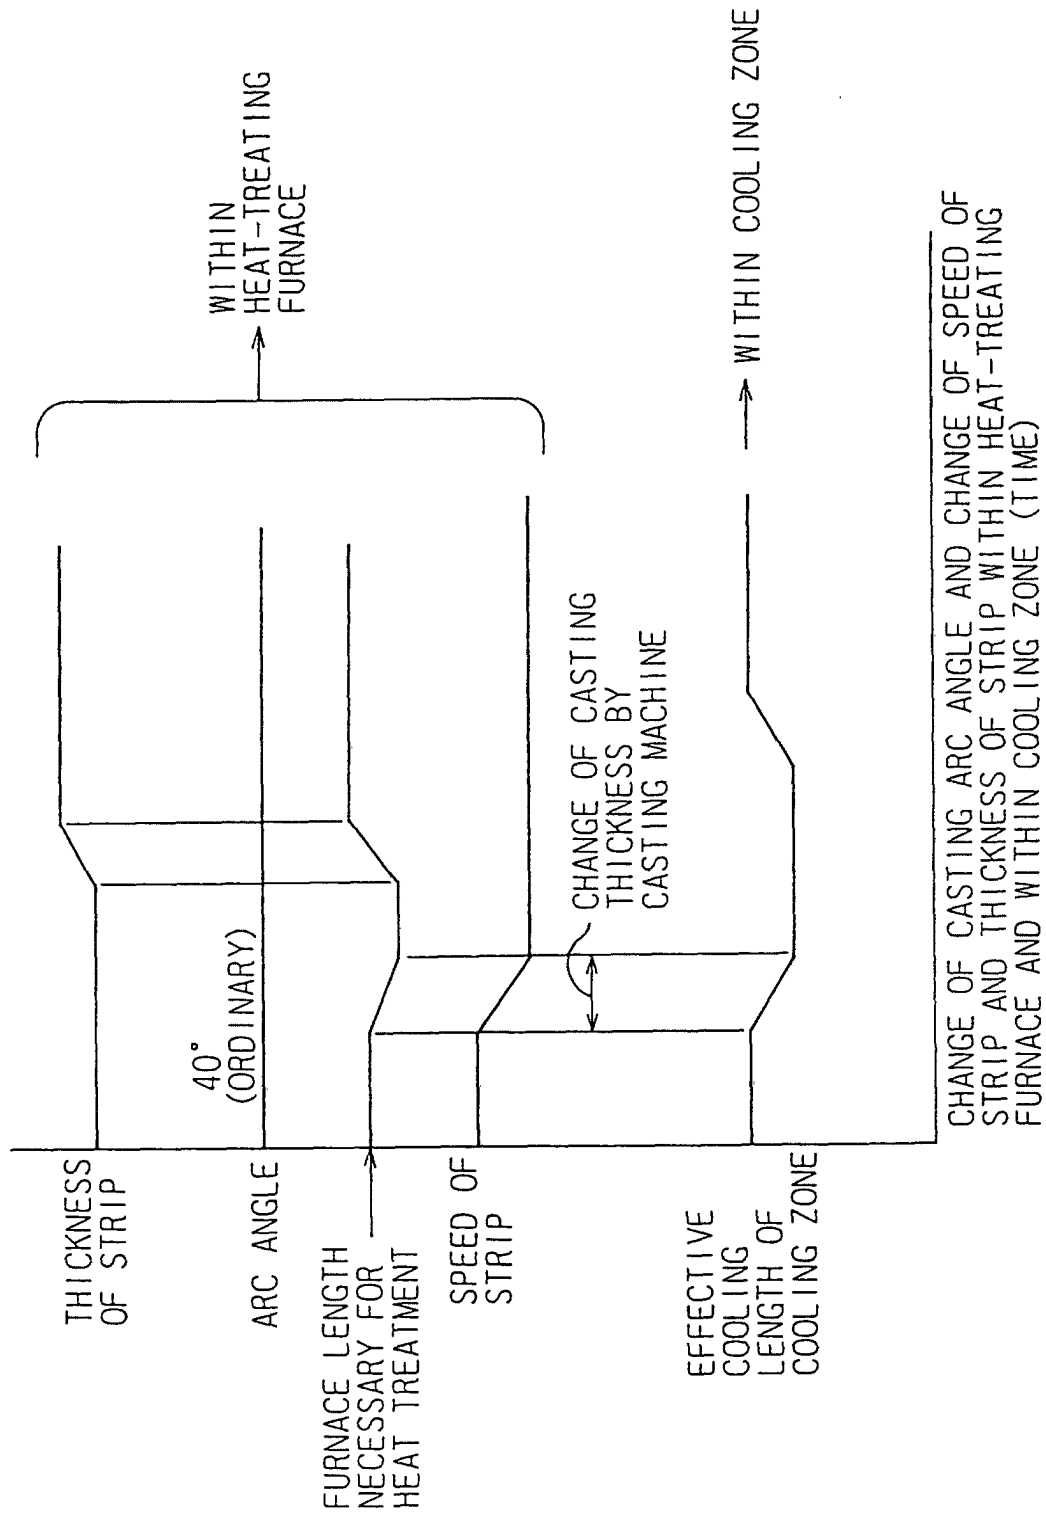 THICKNESS
OF STRIP
ARC ANGLE
FURNACE LENGTH
NECESSARY FOR
HEAT TREATMENT
SPEED OF
STRIP
EFFECTIVE
COOLING
LENGTH OF
COOLING ZONE
40°
(ORDINARY)
CHANGE OF CASTING
THICKNESS BY
CASTING MACHINE
WITHIN
HEAT-TREATING
FURNACE
WITHIN COOLING ZONE
CHANGE OF CASTING ARC ANGLE AND CHANGE OF SPEED OF
STRIP AND THICKNESS OF STRIP WITHIN HEAT-TREATING
FURNACE AND WITHIN COOLING ZONE (TIME)